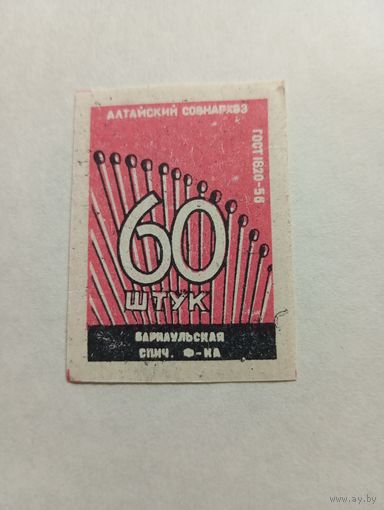 АЛТАЙСКИЙ СОВНАРХОЗ
ГОСТ 1820-56
60
ШТУК
БАРНАУЛЬСКАЯ
СПИЧ. Ф-КА
www.ay.by